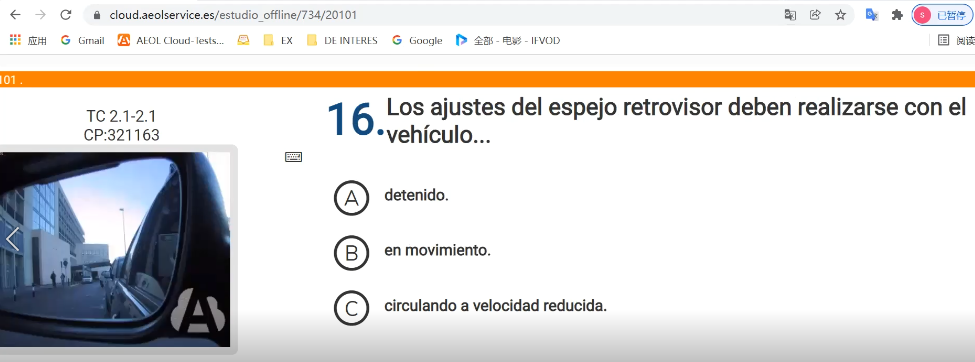 cloud.aeolservice.es/estudio_offline/734/20101
S 已暂停
应用 Gmail AEOL Cloud-Tests... EX DE INTERES Google 全部 - 电影 - IFVOD 阅读
101 .
TC 2.1-2.1
CP:321163
16. Los ajustes del espejo retrovisor deben realizarse con el
vehículo...
A detenido.
B en movimiento.
C circulando a velocidad reducida.